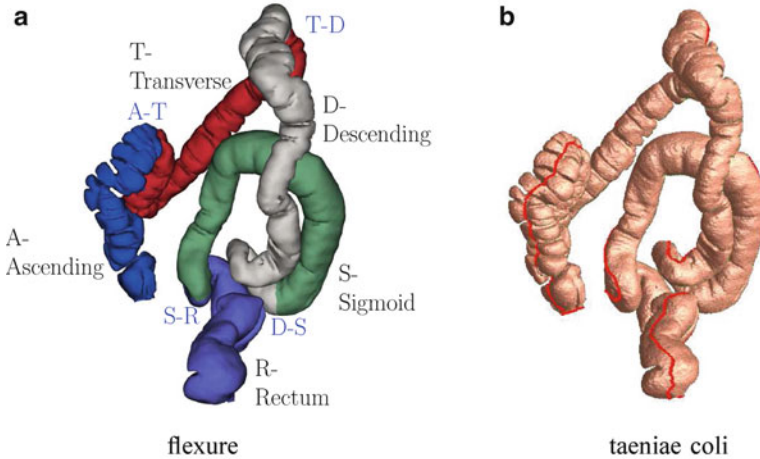 a
T-D
T-
Transverse
A-T
D-
Descending
A-
Ascending
S-
Sigmoid
S-R
D-S
R-
Rectum
flexure
b
taeniae coli